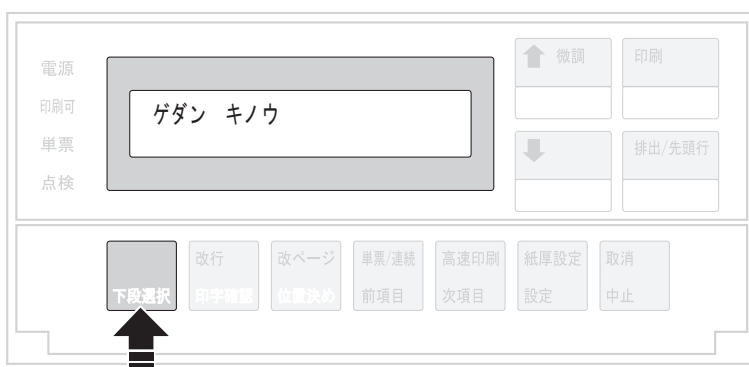 電源
印刷可
単票
点検
ゲダン キノウ
微調
印刷
排出/先頭行
改行
改ページ
単票/連続
高速印刷
紙厚設定
取消
下段選択
印字確認
位置決め
前項目
次項目
設定
中止